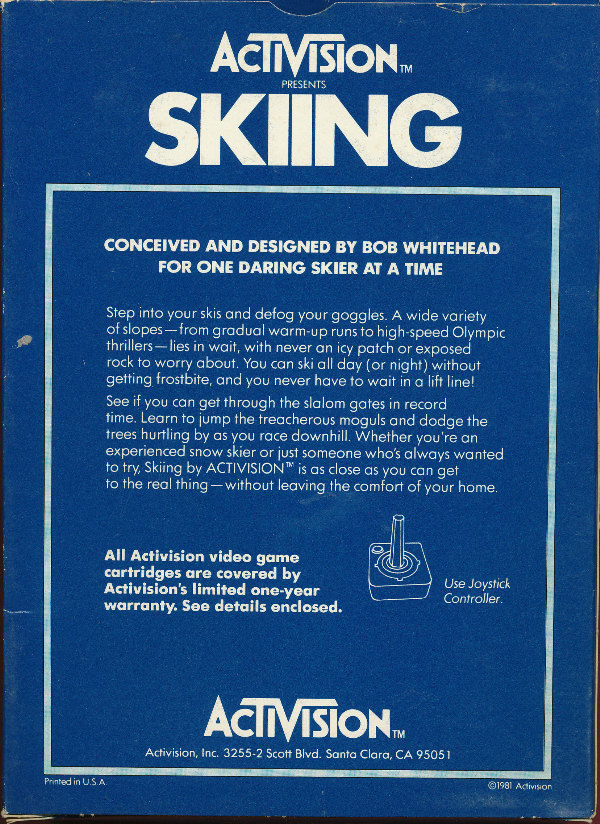 ACTIVISION™
PRESENTS
SKIING
CONCEIVED AND DESIGNED BY BOB WHITEHEAD
FOR ONE DARING SKIER AT A TIME
Step into your skis and defog your goggles. A wide variety
of slopes—from gradual warm-up runs to high-speed Olympic
thrillers—lies in wait, with never an icy patch or exposed
rock to worry about. You can ski all day (or night) without
getting frostbite, and you never have to wait in a lift line!
See if you can get through the slalom gates in record
time. Learn to jump the treacherous moguls and dodge the
trees hurtling by as you race downhill. Whether you're an
experienced snow skier or just someone who's always wanted
to try, Skiing by ACTIVISION™ is as close as you can get
to the real thing—without leaving the comfort of your home.
All Activision video game
cartridges are covered by
Activision's limited one-year
warranty. See details enclosed.
Use Joystick
Controller.
ACTIVISION™
Activision, Inc. 3255-2 Scott Blvd. Santa Clara, CA 95051
Printed in U.S.A.
©1981 Activision